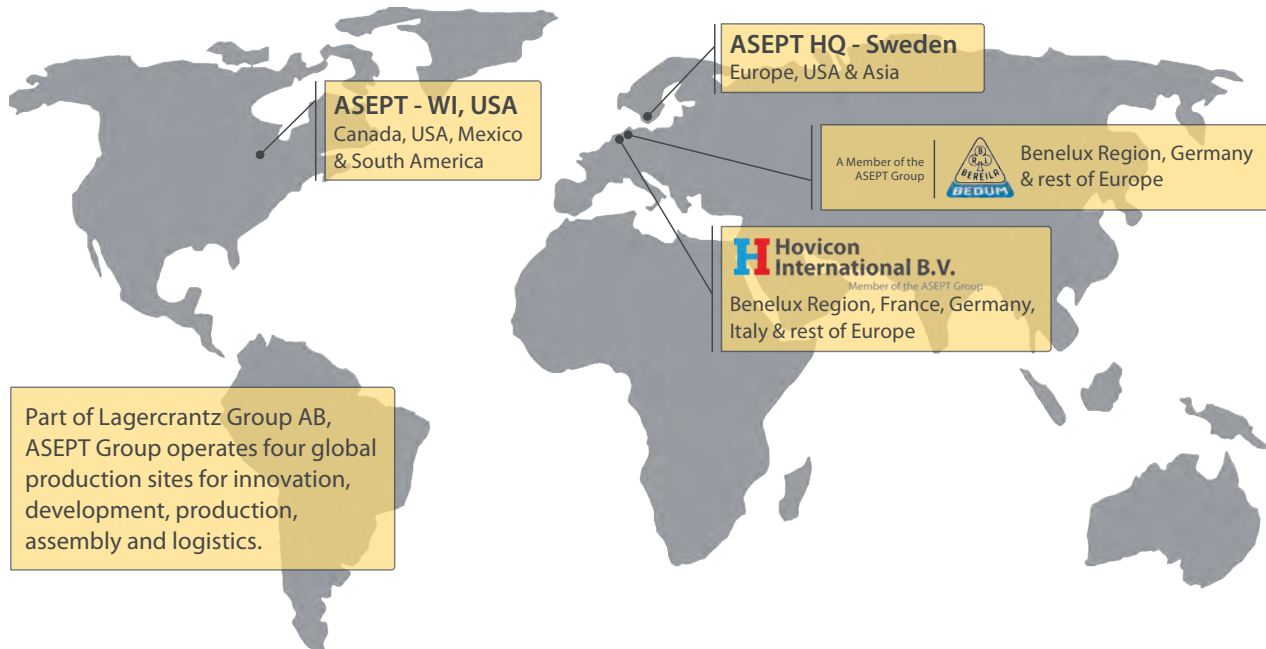 ASEPT HQ - Sweden
Europe, USA & Asia
ASEPT - WI, USA
Canada, USA, Mexico
& South America
A Member of the
ASEPT Group
B
R L
BEREILA
BEDUM
Benelux Region, Germany
& rest of Europe
Hovicon
International B.V.
Member of the ASEPT Group
Benelux Region, France, Germany,
Italy & rest of Europe
Part of Lagercrantz Group AB,
ASEPT Group operates four global
production sites for innovation,
development, production,
assembly and logistics.